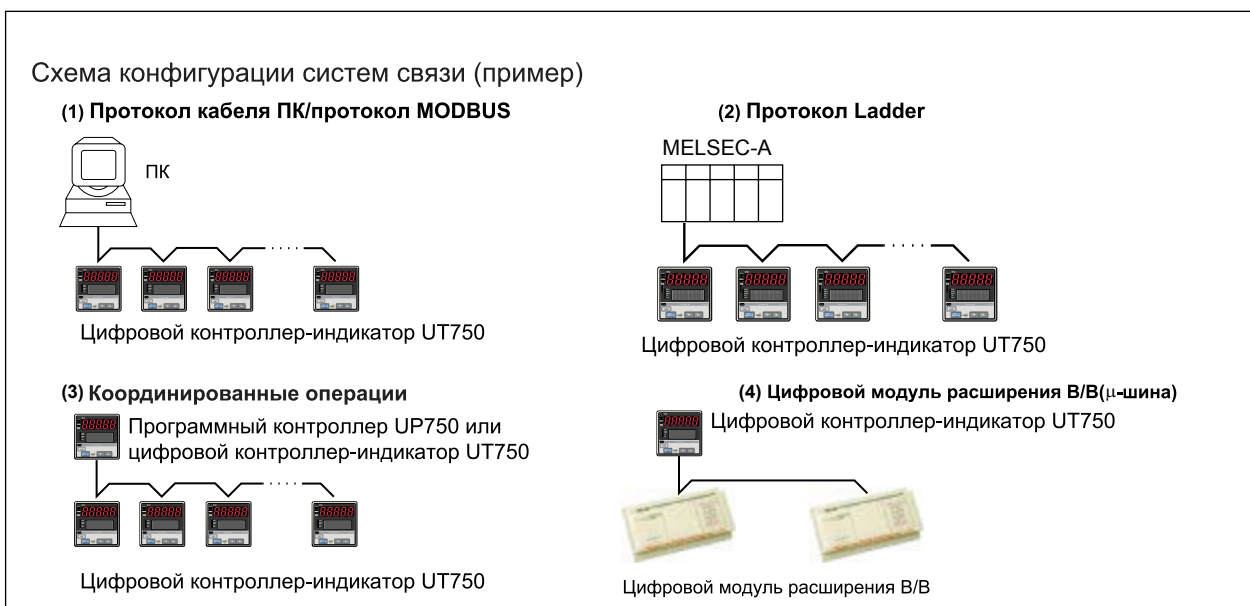 Схема конфигурации систем связи (пример)
(1) Протокол кабеля ПК/протокол MODBUS
ПК
Цифровой контроллер-индикатор UT750
(2) Протокол Ladder
MELSEC-A
Цифровой контроллер-индикатор UT750
(3) Координированные операции
Программный контроллер UP750 или
цифровой контроллер-индикатор UT750
Цифровой контроллер-индикатор UT750
(4) Цифровой модуль расширения В/В(μ-шина)
Цифровой контроллер-индикатор UT750
Цифровой модуль расширения В/В